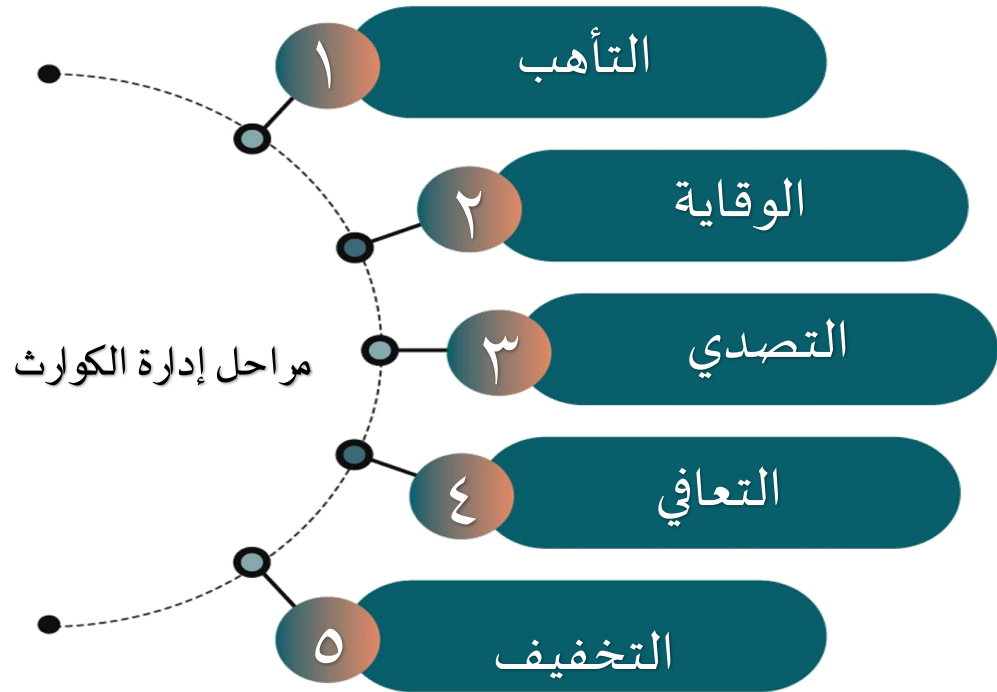 مراحل إدارة الكوارث
١ التأهب
٢ الوقاية
٣ التصدي
٤ التعافي
٥ التخفيف